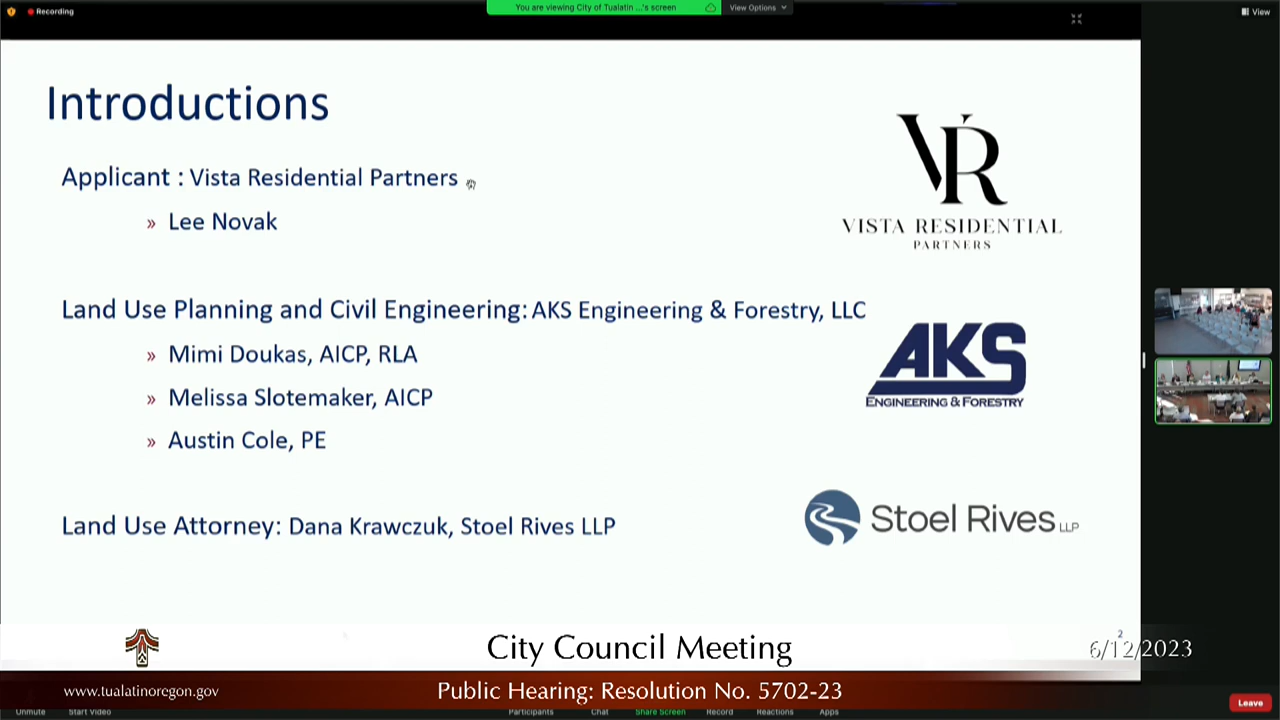 Recording
You are viewing City of Tualatin ...'s screen
View Options
View
Introductions
Applicant : Vista Residential Partners
» Lee Novak
VR
VISTA RESIDENTIAL
PARTNERS
Land Use Planning and Civil Engineering: AKS Engineering & Forestry, LLC
» Mimi Doukas, AICP, RLA
» Melissa Slotemaker, AICP
» Austin Cole, PE
AKS
ENGINEERING & FORESTRY
Land Use Attorney: Dana Krawczuk, Stoel Rives LLP
Stoel Rives LLP
2
City Council Meeting
6/12/2023
www.tualatinoregon.gov
Public Hearing: Resolution No. 5702-23
Unmute
Start Video
Participants
Chat
Share Screen
Record
Reactions
Apps
Leave